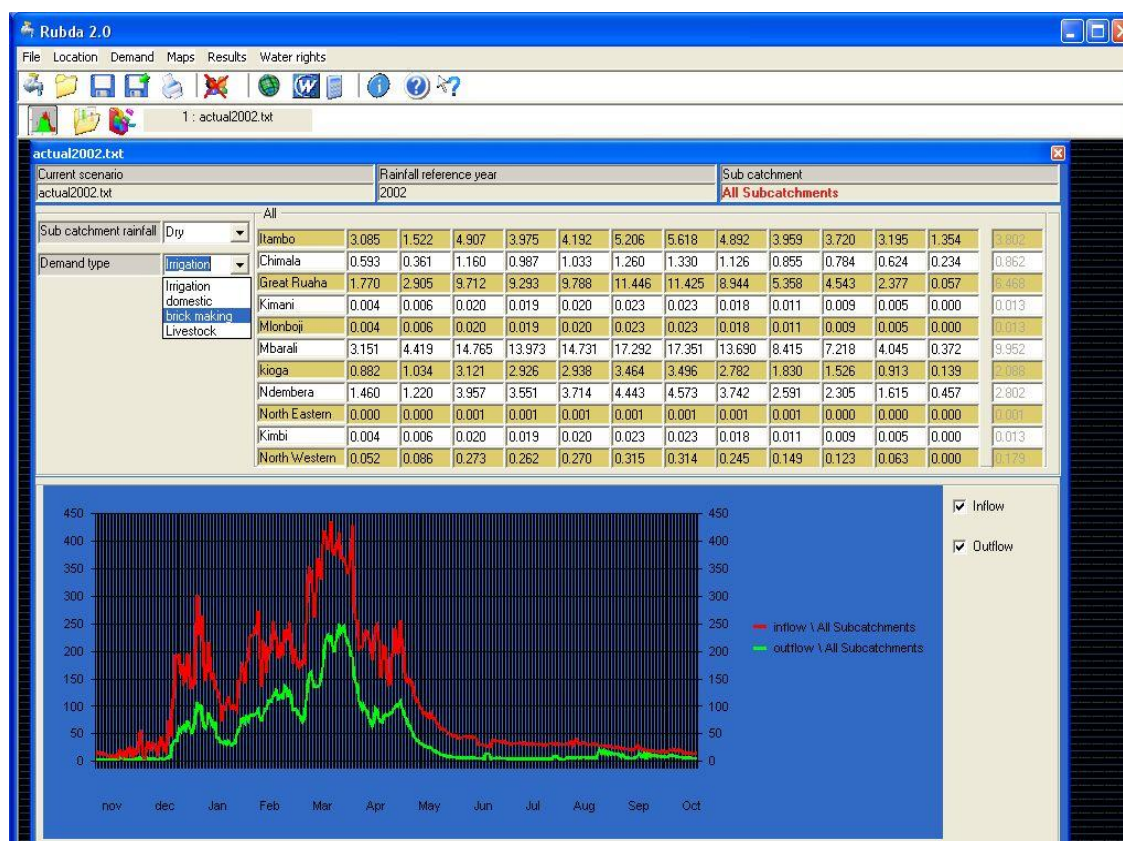 Rubda 2.0
File Location Demand Maps Results Water rights
1 : actual2002.txt
actual2002.txt
Current scenario Rainfall reference year Sub catchment
actual2002.txt 2002 All Subcatchments
All
Sub catchment rainfall Dry
Demand type Irrigation
Irrigation
domestic
brick making
Livestock
Itambo 3.085 1.522 4.907 3.975 4.192 5.206 5.618 4.892 3.959 3.720 3.195 1.354 3.802
Chimala 0.593 0.361 1.160 0.987 1.033 1.260 1.330 1.126 0.855 0.784 0.624 0.234 0.862
Great Ruaha 1.770 2.905 9.712 9.293 9.788 11.446 11.425 8.944 5.358 4.543 2.377 0.057 6.468
Kimani 0.004 0.006 0.020 0.019 0.020 0.023 0.023 0.018 0.011 0.009 0.005 0.000 0.013
Mlonboji 0.004 0.006 0.020 0.019 0.020 0.023 0.023 0.018 0.011 0.009 0.005 0.000 0.013
Mbarali 3.151 4.419 14.765 13.973 14.731 17.292 17.351 13.690 8.415 7.218 4.045 0.372 9.952
kioga 0.882 1.034 3.121 2.926 2.938 3.464 3.496 2.782 1.830 1.526 0.913 0.139 2.088
Ndembera 1.460 1.220 3.957 3.551 3.714 4.443 4.573 3.742 2.591 2.305 1.615 0.457 2.802
North Eastern 0.000 0.000 0.001 0.001 0.001 0.001 0.001 0.001 0.000 0.000 0.000 0.000 0.001
Kimbi 0.004 0.006 0.020 0.019 0.020 0.023 0.023 0.018 0.011 0.009 0.005 0.000 0.013
North Western 0.052 0.086 0.273 0.262 0.270 0.315 0.314 0.245 0.149 0.123 0.063 0.000 0.179
450 450
400 400
350 350
300 300
250 250
200 200
150 150
100 100
50 50
0 0
nov dec Jan Feb Mar Apr May Jun Jul Aug Sep Oct
inflow \ All Subcatchments
outflow \ All Subcatchments
Inflow
Outflow